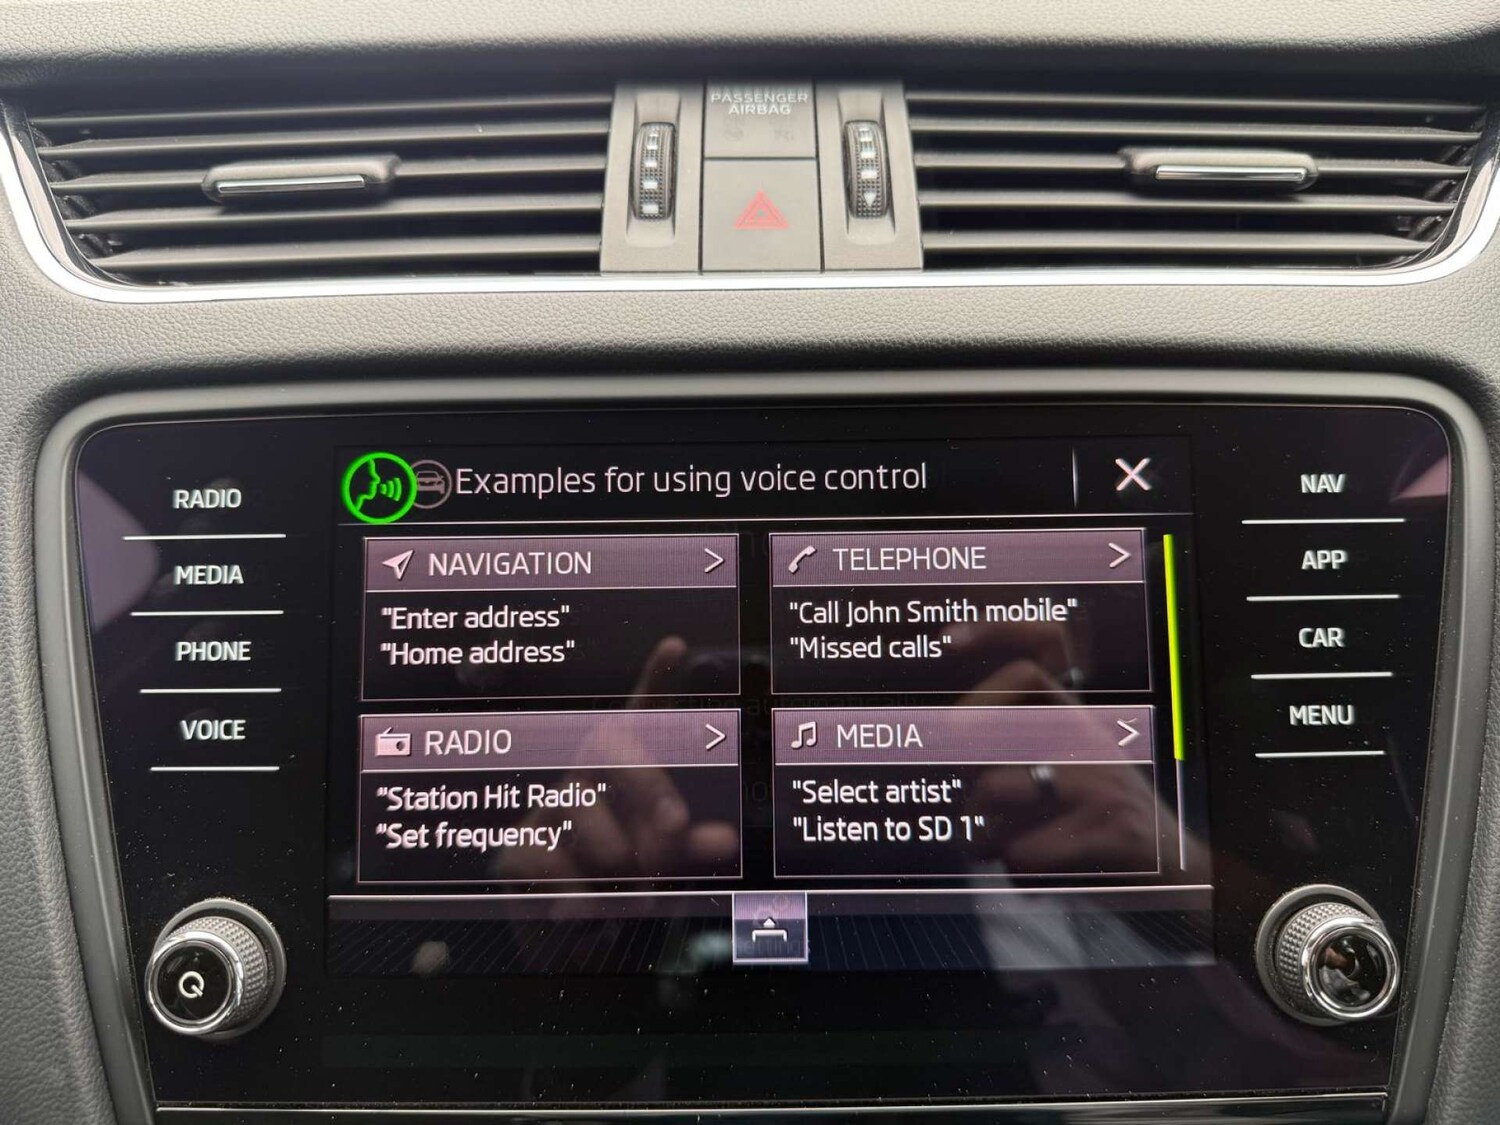 PASSENGER
AIRBAG
Examples for using voice control
RADIO
MEDIA
PHONE
VOICE
NAVIGATION
"Enter address"
"Home address"
TELEPHONE
"Call John Smith mobile"
"Missed calls"
RADIO
"Station Hit Radio"
"Set frequency"
MEDIA
"Select artist"
"Listen to SD 1"
NAV
APP
CAR
MENU